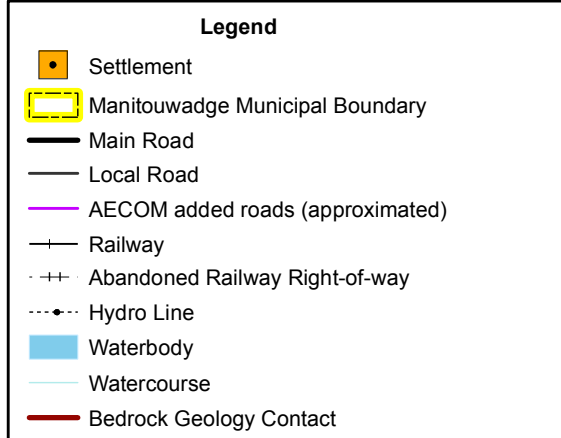 Legend
Settlement
Manitouwadge Municipal Boundary
Main Road
Local Road
AECOM added roads (approximated)
Railway
Abandoned Railway Right-of-way
Hydro Line
Waterbody
Watercourse
Bedrock Geology Contact